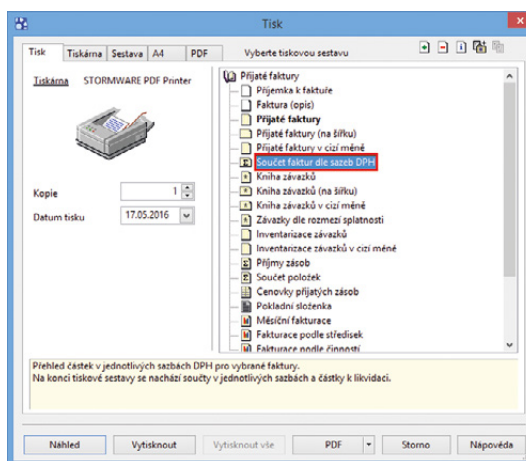 Tisk
Tisk Tiskárna Sestava A4 PDF Vyberte tiskovou sestavu
Tiskárna STORMWARE PDF Printer
Kopie 1
Datum tisku 17.05.2016
Přijaté faktury
Příjemka k faktuře
Faktura (opis)
Přijaté faktury
Přijaté faktury (na šířku)
Přijaté faktury v cizí měně
Součet faktur dle sazeb DPH
Kniha závazků
Kniha závazků (na šířku)
Kniha závazků v cizí měně
Závazky dle rozmezí splatnosti
Inventarizace závazků
Inventarizace závazků v cizí měně
Příjmy zásob
Součet položek
Cenovky přijatých zásob
Pokladní složenka
Měsíční fakturace
Fakturace podle středisek
Fakturace podle činností
Přehled částek v jednotlivých sazbách DPH pro vybrané faktury.
Na konci tiskové sestavy se nachází součty v jednotlivých sazbách a částky k likvidaci.
Náhled Vytisknout Vytisknout vše PDF Storno Nápověda